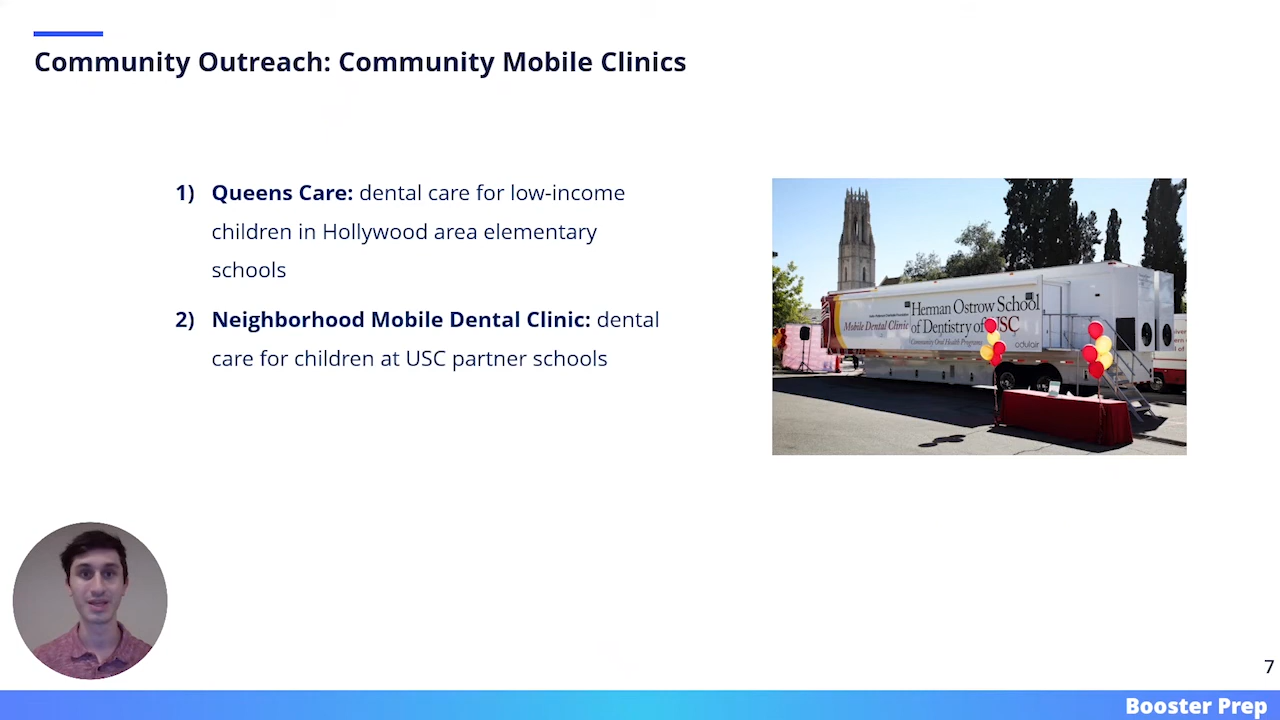 Community Outreach: Community Mobile Clinics
1) Queens Care: dental care for low-income
children in Hollywood area elementary
schools
2) Neighborhood Mobile Dental Clinic: dental
care for children at USC partner schools
Herman Ostrow School
Mobile Dental Clinic of Dentistry of USC
Community Oral Health Programs
7
Booster Prep